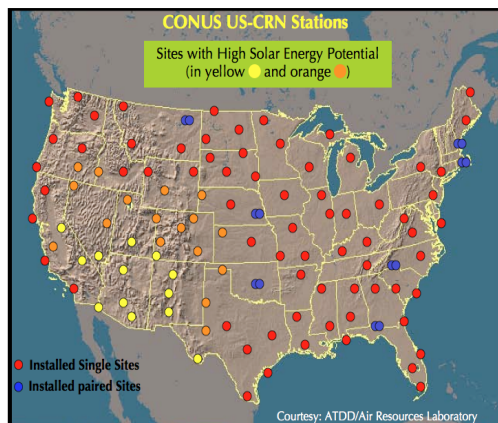 CONUS US-CRN Stations
Sites with High Solar Energy Potential
(in yellow and orange )
Installed Single Sites
Installed paired Sites
Courtesy: ATDD/Air Resources Laboratory